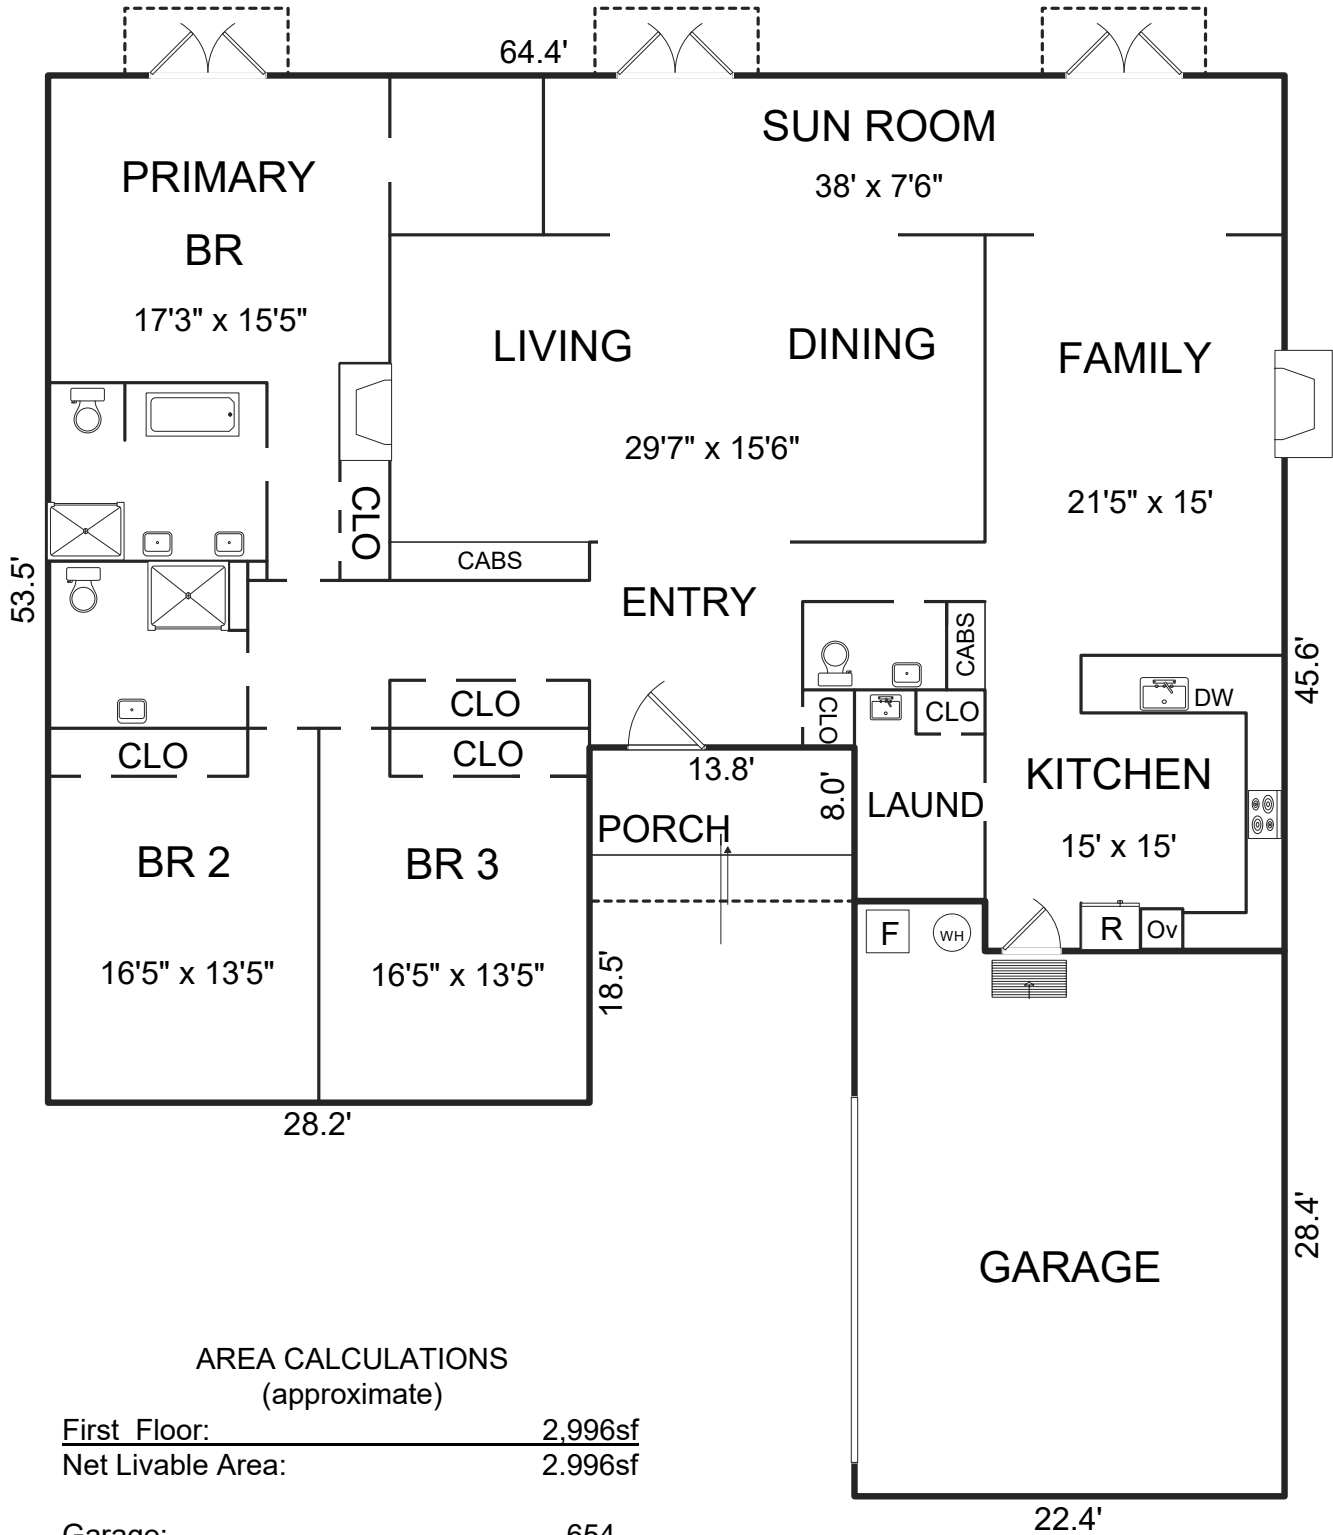 64.4'
SUN ROOM
38' x 7'6"
PRIMARY
BR
17'3" x 15'5"
LIVING
DINING
FAMILY
29'7" x 15'6"
21'5" x 15'
CLO
CABS
53.5'
ENTRY
CABS
45.6'
CLO
CLO
CLO
DW
CLO
CLO
13.8'
8.0'
LAUND
KITCHEN
15' x 15'
PORCH
BR 2
BR 3
16'5" x 13'5"
16'5" x 13'5"
18.5'
F
WH
R
Ov
28.2'
28.4'
GARAGE
22.4'
AREA CALCULATIONS
(approximate)
First Floor: 2,996sf
Net Livable Area: 2.996sf
Garage: 654